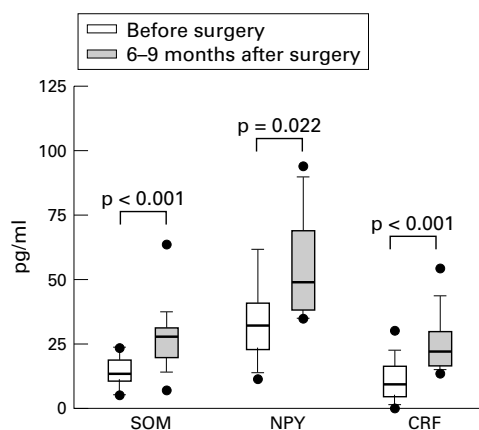 Before surgery
6–9 months after surgery
125
100
75
50
25
0
pg/ml
p < 0.001
p = 0.022
p < 0.001
SOM
NPY
CRF